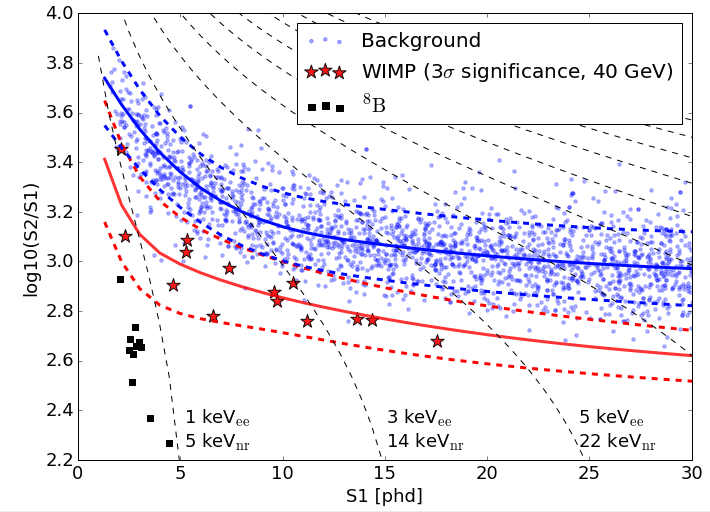 4.0
3.8
3.6
3.4
3.2
3.0
2.8
2.6
2.4
2.2
log10(S2/S1)
Background
WIMP (3σ significance, 40 GeV)
⁸B
1 keVₑₑ
5 keVₙᵣ
3 keVₑₑ
14 keVₙᵣ
5 keVₑₑ
22 keVₙᵣ
0 5 10 15 20 25 30
S1 [phd]